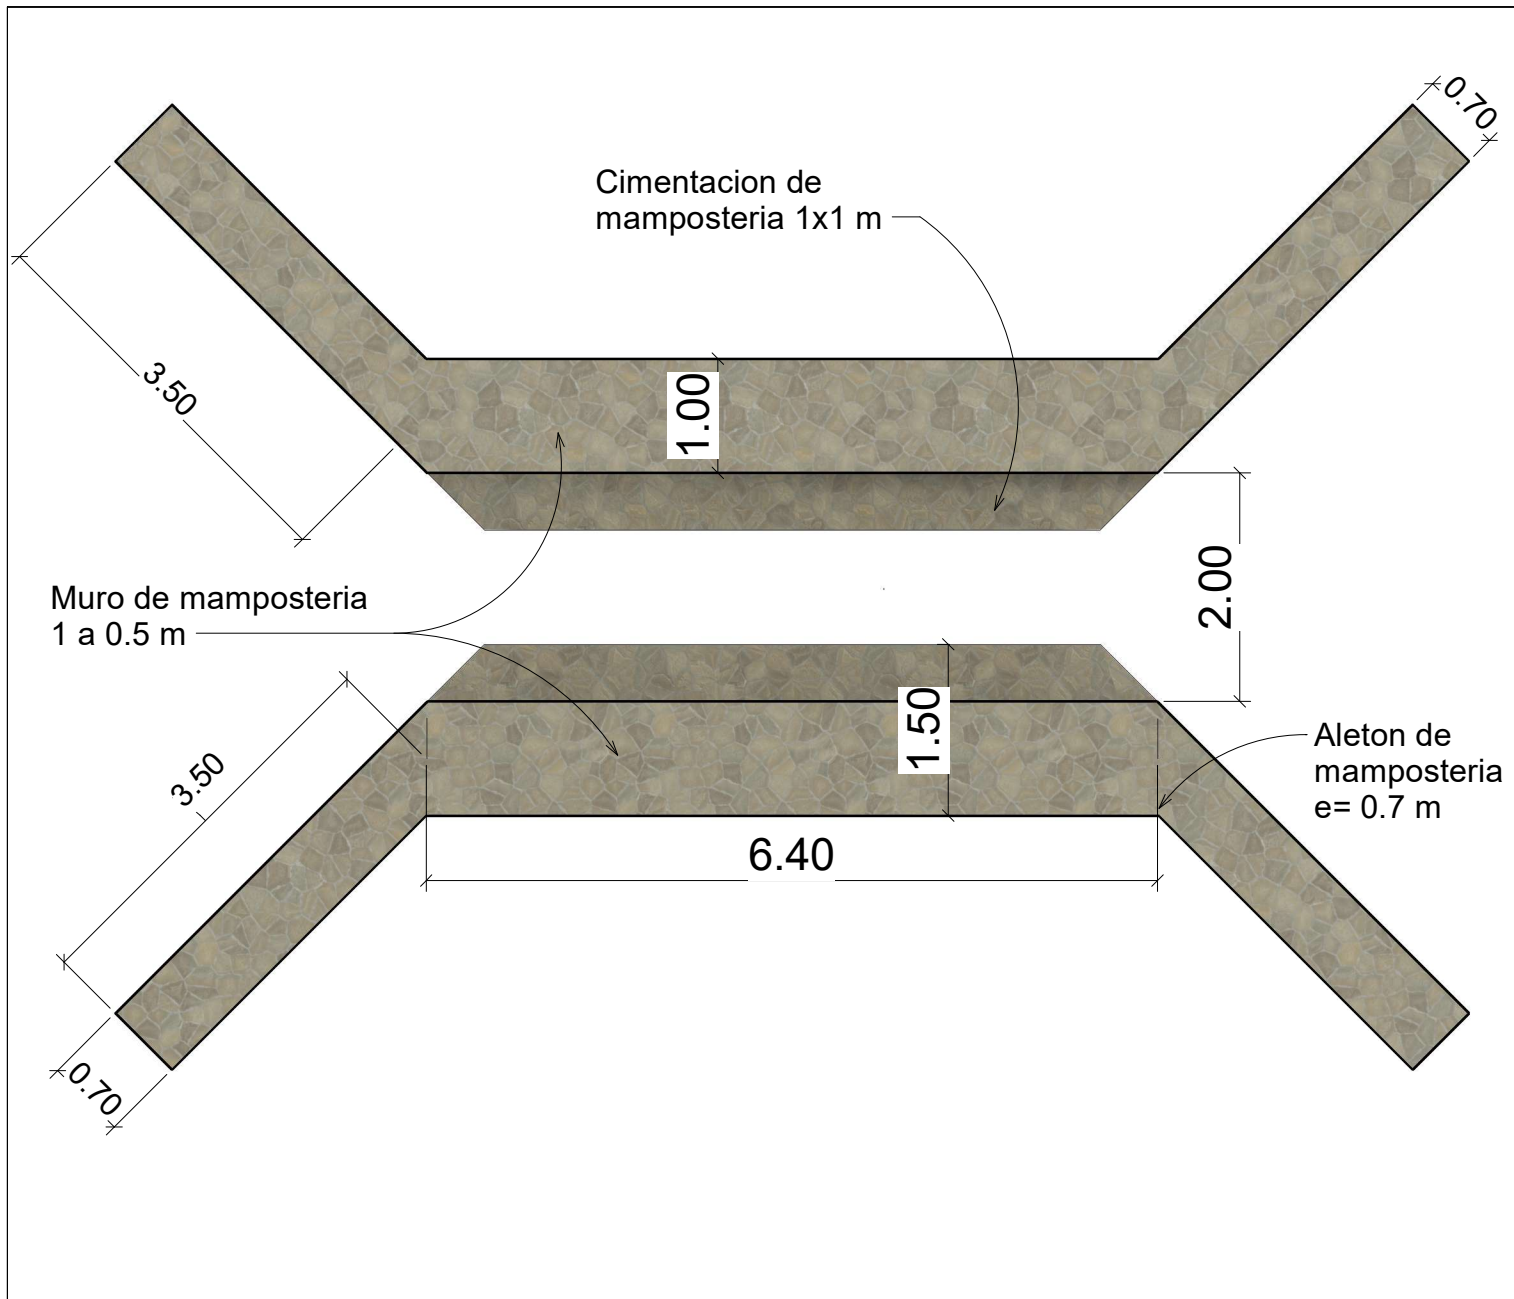 0.70
Cimentacion de
mamposteria 1x1 m
3.50
1.00
2.00
Muro de mamposteria
1 a 0.5 m
1.50
Aleton de
mamposteria
e= 0.7 m
3.50
6.40
0.70